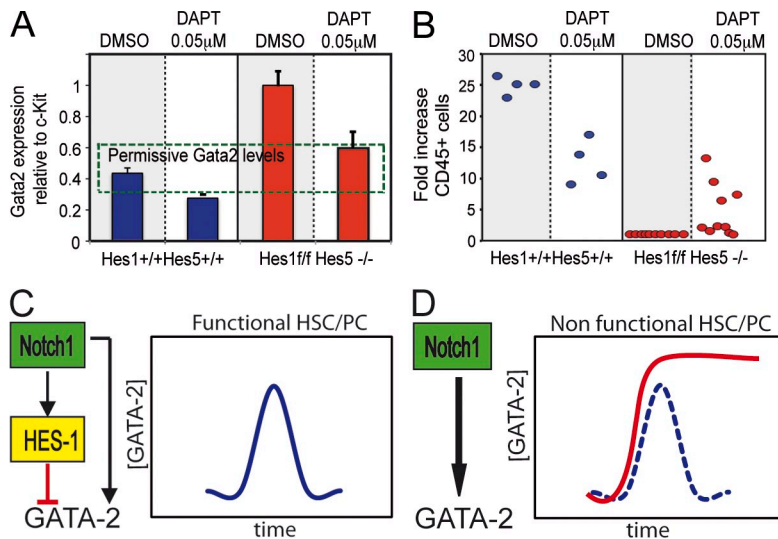 A
DMSO
DAPT
0.05μM
DMSO
DAPT
0.05μM
Gata2 expression
relative to c-Kit
1
0.8
0.6
0.4
0.2
0
Permissive Gata2 levels
Hes1+/+Hes5+/+
Hes1f/f Hes5 -/-
B
DMSO
DAPT
0.05μM
DMSO
DAPT
0.05μM
Fold increase
CD45+ cells
30
25
20
15
10
5
0
Hes1+/+Hes5+/+
Hes1f/f Hes5 -/-
C
Notch1
HES-1
GATA-2
Functional HSC/PC
[GATA-2]
time
D
Notch1
GATA-2
Non functional HSC/PC
[GATA-2]
time